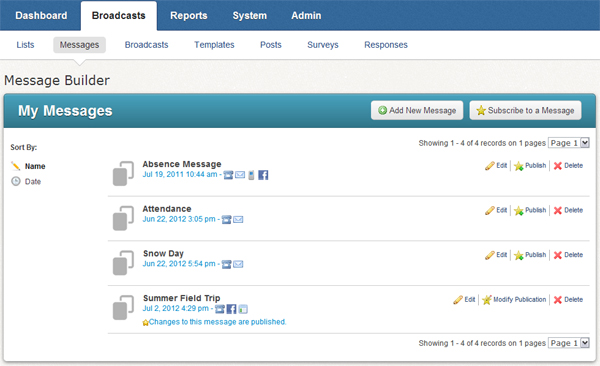 Dashboard Broadcasts Reports System Admin
Lists Messages Broadcasts Templates Posts Surveys Responses
Message Builder
My Messages Add New Message Subscribe to a Message
Showing 1 - 4 of 4 records on 1 pages Page 1
Sort By:
Name
Date
Absence Message Edit Publish Delete
Jul 19, 2011 10:44 am -
Attendance Edit Publish Delete
Jun 22, 2012 3:05 pm -
Snow Day Edit Publish Delete
Jun 22, 2012 5:54 pm -
Summer Field Trip Edit Modify Publication Delete
Jul 2, 2012 4:29 pm -
Changes to this message are published.
Showing 1 - 4 of 4 records on 1 pages Page 1